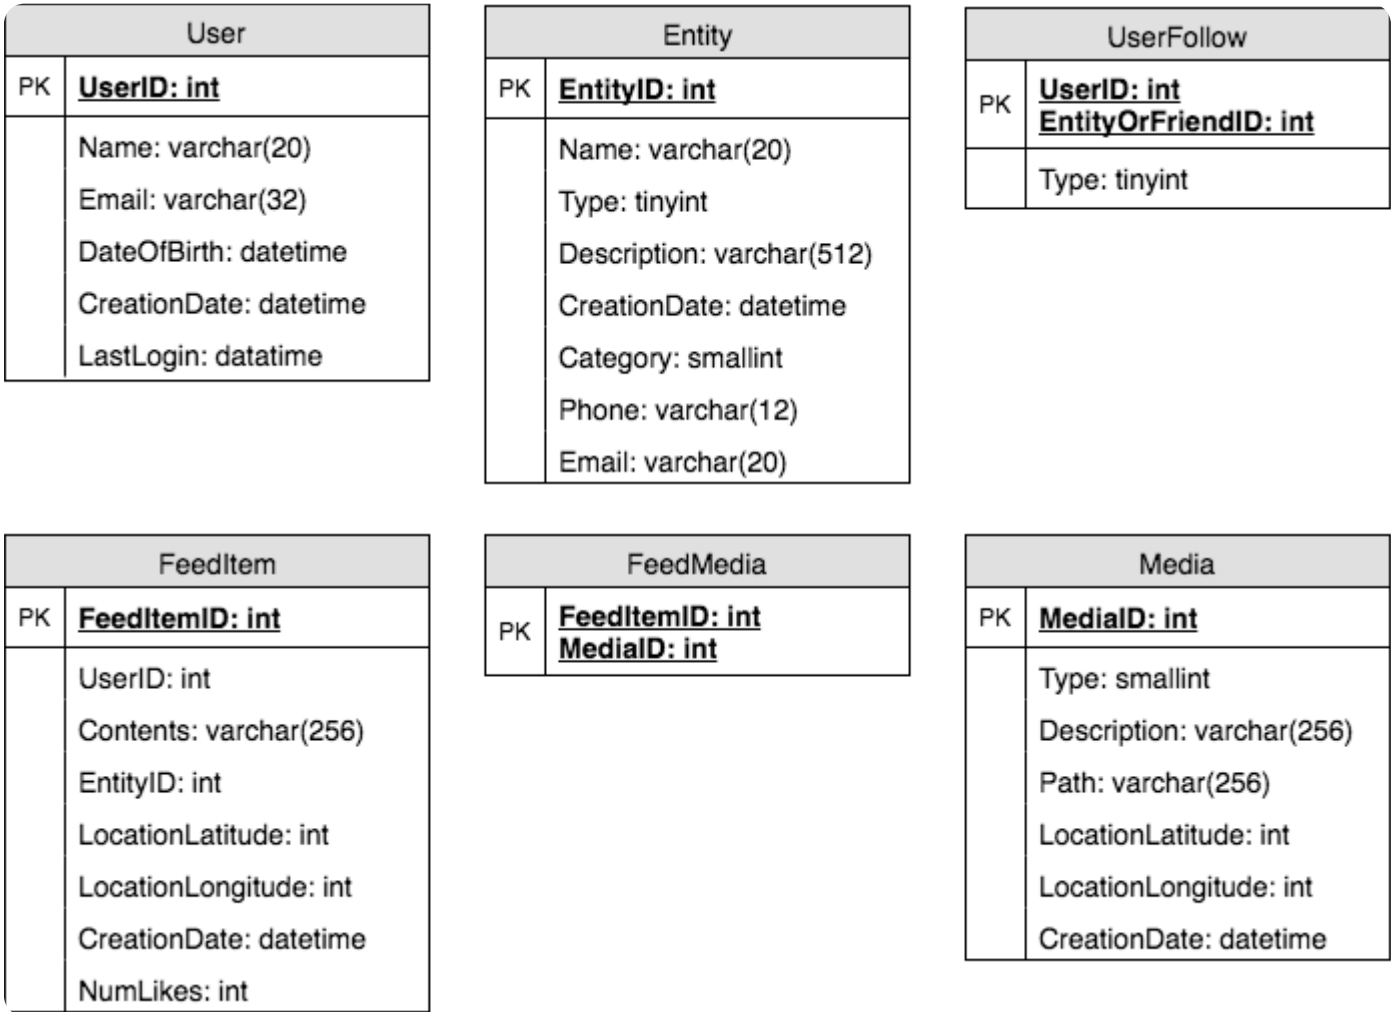 User
PK
UserID: int
Name: varchar(20)
Email: varchar(32)
DateOfBirth: datetime
CreationDate: datetime
LastLogin: datatime
Entity
PK
EntityID: int
Name: varchar(20)
Type: tinyint
Description: varchar(512)
CreationDate: datetime
Category: smallint
Phone: varchar(12)
Email: varchar(20)
UserFollow
PK
UserID: int
EntityOrFriendID: int
Type: tinyint
FeedItem
PK
FeedItemID: int
UserID: int
Contents: varchar(256)
EntityID: int
LocationLatitude: int
LocationLongitude: int
CreationDate: datetime
NumLikes: int
FeedMedia
PK
FeedItemID: int
MediaID: int
Media
PK
MediaID: int
Type: smallint
Description: varchar(256)
Path: varchar(256)
LocationLatitude: int
LocationLongitude: int
CreationDate: datetime